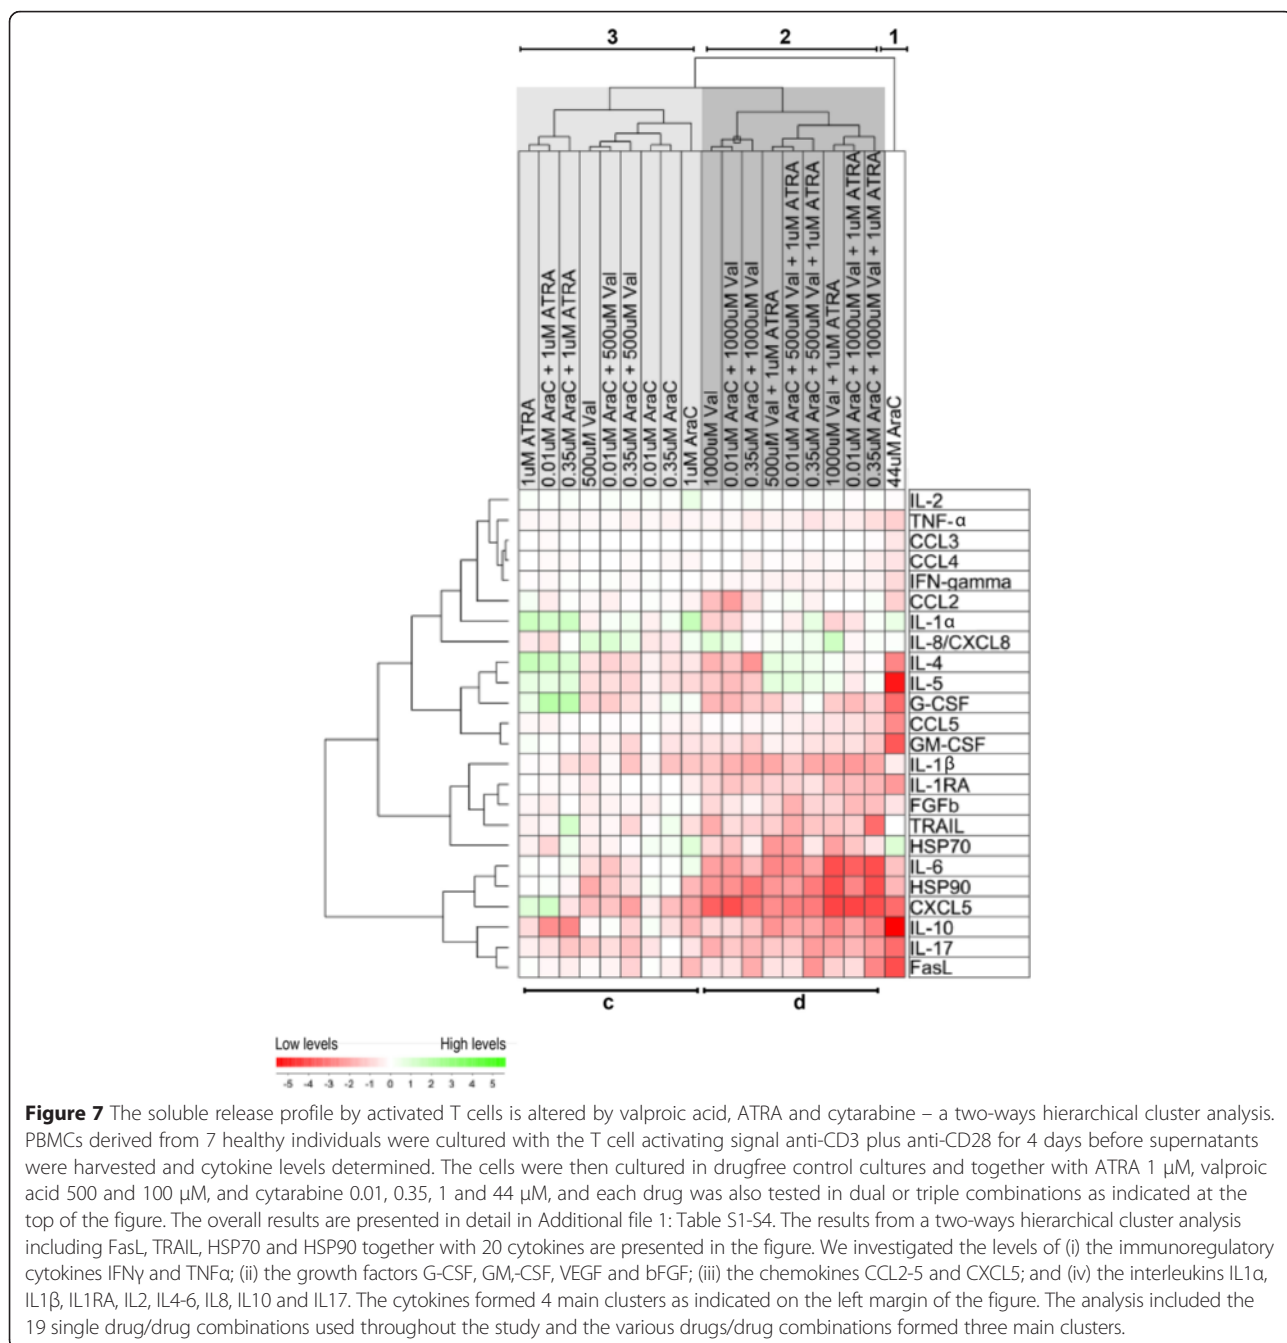 3 2 1
1uM ATRA
0.01uM AraC + 1uM ATRA
0.35uM AraC + 1uM ATRA
500uM Val
0.01uM AraC + 500uM Val
0.35uM AraC + 500uM Val
0.01uM AraC
0.35uM AraC
1uM AraC
1000uM Val
0.01uM AraC + 1000uM Val
0.35uM AraC + 1000uM Val
500uM Val + 1uM ATRA
0.01uM AraC + 500uM Val + 1uM ATRA
0.35uM AraC + 500uM Val + 1uM ATRA
1000uM Val + 1uM ATRA
0.01uM AraC + 1000uM Val + 1uM ATRA
0.35uM AraC + 1000uM Val + 1uM ATRA
44uM AraC
IL-2
TNF-α
CCL3
CCL4
IFN-gamma
CCL2
IL-1α
IL-8/CXCL8
IL-4
IL-5
G-CSF
CCL5
GM-CSF
IL-1β
IL-1RA
FGFb
TRAIL
HSP70
IL-6
HSP90
CXCL5
IL-10
IL-17
FasL
c d
Low levels High levels
-5 -4 -3 -2 -1 0 1 2 3 4 5
Figure 7 The soluble release profile by activated T cells is altered by valproic acid, ATRA and cytarabine – a two-ways hierarchical cluster analysis.
PBMCs derived from 7 healthy individuals were cultured with the T cell activating signal anti-CD3 plus anti-CD28 for 4 days before supernatants
were harvested and cytokine levels determined. The cells were then cultured in drugfree control cultures and together with ATRA 1 μM, valproic
acid 500 and 100 μM, and cytarabine 0.01, 0.35, 1 and 44 μM, and each drug was also tested in dual or triple combinations as indicated at the
top of the figure. The overall results are presented in detail in Additional file 1: Table S1-S4. The results from a two-ways hierarchical cluster analysis
including FasL, TRAIL, HSP70 and HSP90 together with 20 cytokines are presented in the figure. We investigated the levels of (i) the immunoregulatory
cytokines IFNγ and TNFα; (ii) the growth factors G-CSF, GM,-CSF, VEGF and bFGF; (iii) the chemokines CCL2-5 and CXCL5; and (iv) the interleukins IL1α,
IL1β, IL1RA, IL2, IL4-6, IL8, IL10 and IL17. The cytokines formed 4 main clusters as indicated on the left margin of the figure. The analysis included the
19 single drug/drug combinations used throughout the study and the various drugs/drug combinations formed three main clusters.